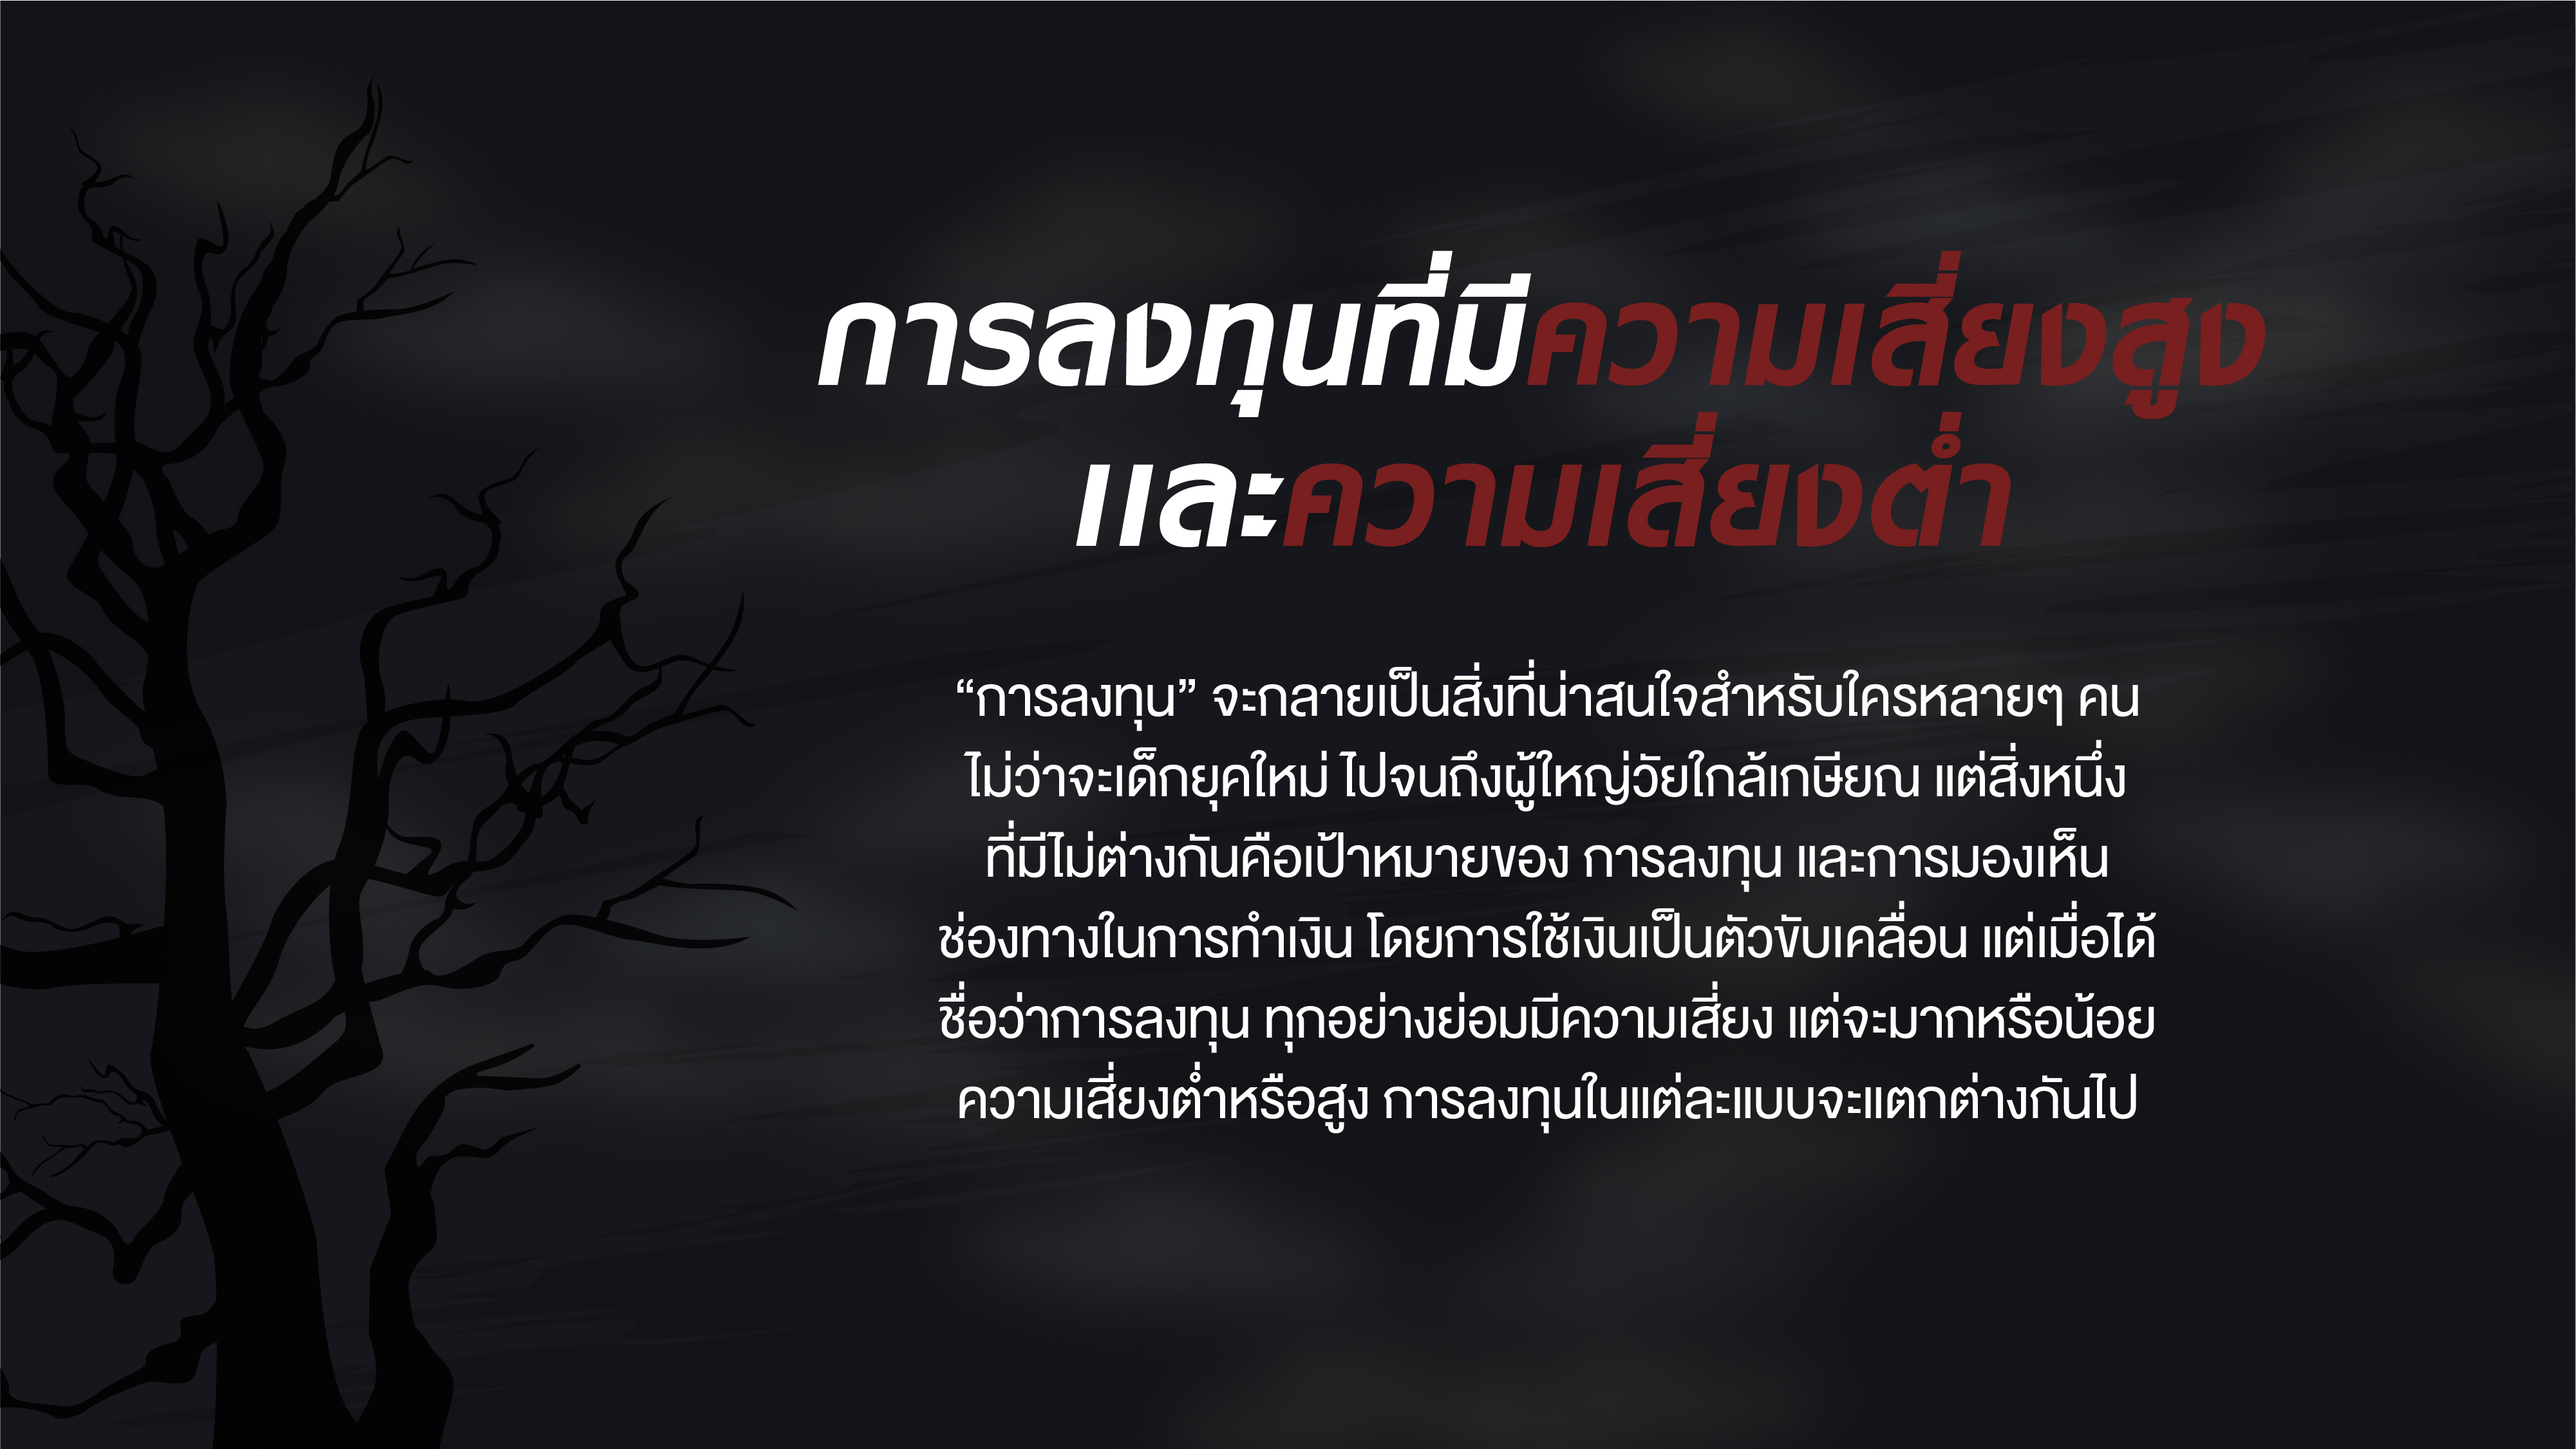 การลงทุนที่มีความเสี่ยงสูง
และความเสี่ยงต่ำ
“การลงทุน” จะกลายเป็นสิ่งที่น่าสนใจสำหรับใครหลายๆ คน
ไม่ว่าจะเด็กยุคใหม่ ไปจนถึงผู้ใหญ่วัยใกล้เกษียณ แต่สิ่งหนึ่ง
ที่มีไม่ต่างกันคือเป้าหมายของ การลงทุน และการมองเห็น
ช่องทางในการทำเงิน โดยการใช้เงินเป็นตัวขับเคลื่อน แต่เมื่อได้
ชื่อว่าการลงทุน ทุกอย่างย่อมมีความเสี่ยง แต่จะมากหรือน้อย
ความเสี่ยงต่ำหรือสูง การลงทุนในแต่ละแบบจะแตกต่างกันไป